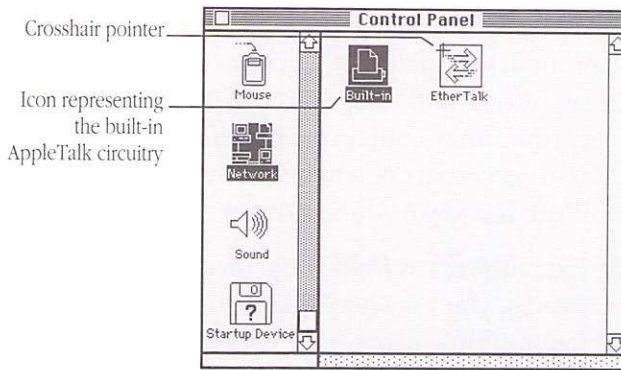 Control Panel
Crosshair pointer
Icon representing
the built-in
AppleTalk circuitry
Mouse
Built-in
EtherTalk
Network
Sound
0
?
Startup Device